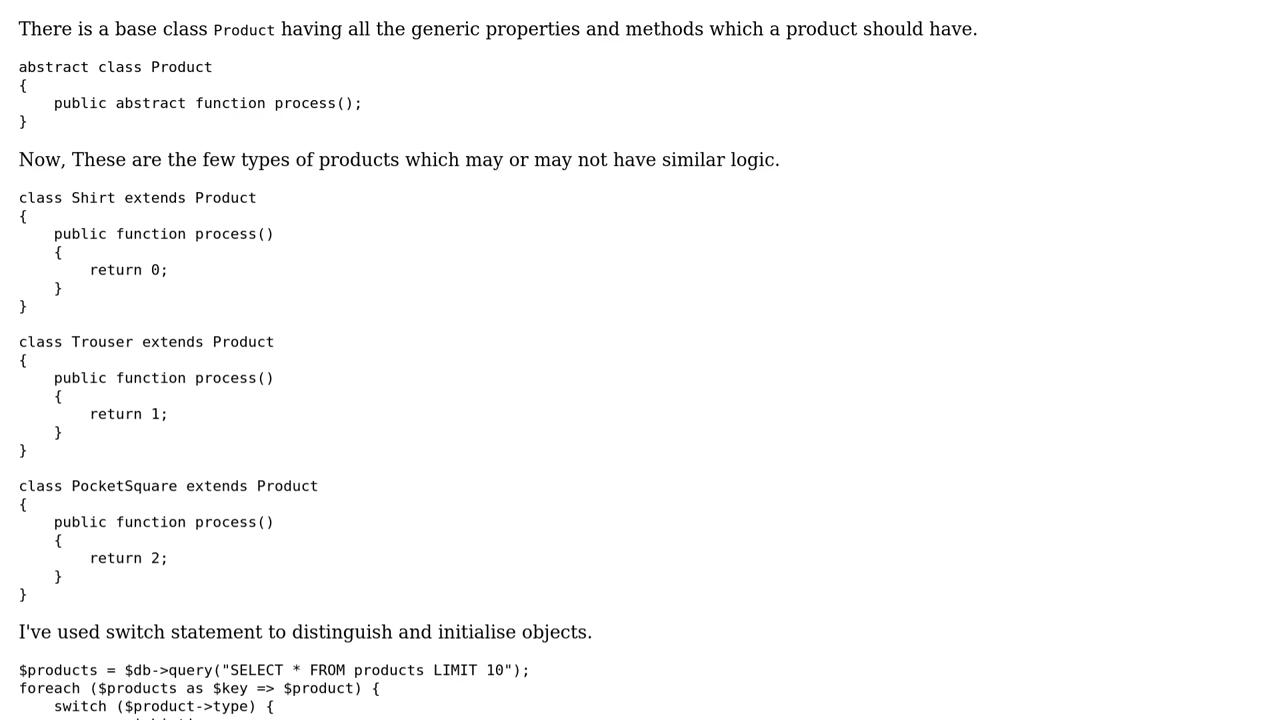 There is a base class Product having all the generic properties and methods which a product should have.
abstract class Product
{
    public abstract function process();
}
Now, These are the few types of products which may or may not have similar logic.
class Shirt extends Product
{
    public function process()
    {
        return 0;
    }
}
class Trouser extends Product
{
    public function process()
    {
        return 1;
    }
}
class PocketSquare extends Product
{
    public function process()
    {
        return 2;
    }
}
I've used switch statement to distinguish and initialise objects.
$products = $db->query("SELECT * FROM products LIMIT 10");
foreach ($products as $key => $product) {
    switch ($product->type) {